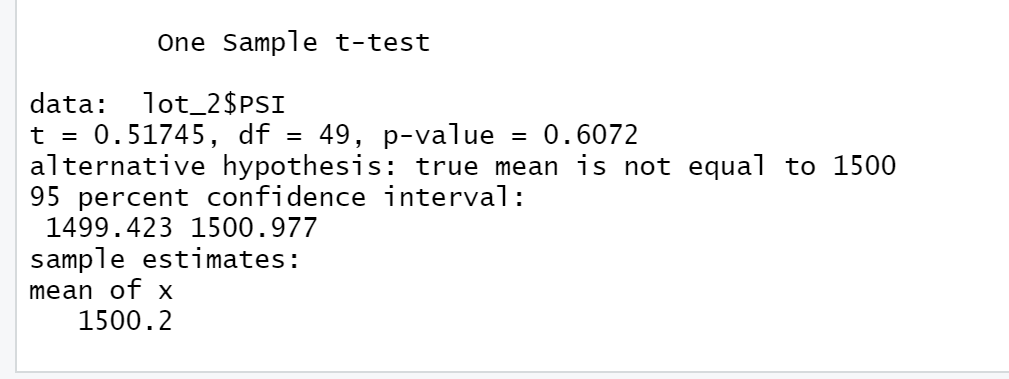 One Sample t-test
data:  lot_2$PSI
t = 0.51745, df = 49, p-value = 0.6072
alternative hypothesis: true mean is not equal to 1500
95 percent confidence interval:
1499.423 1500.977
sample estimates:
mean of x
1500.2